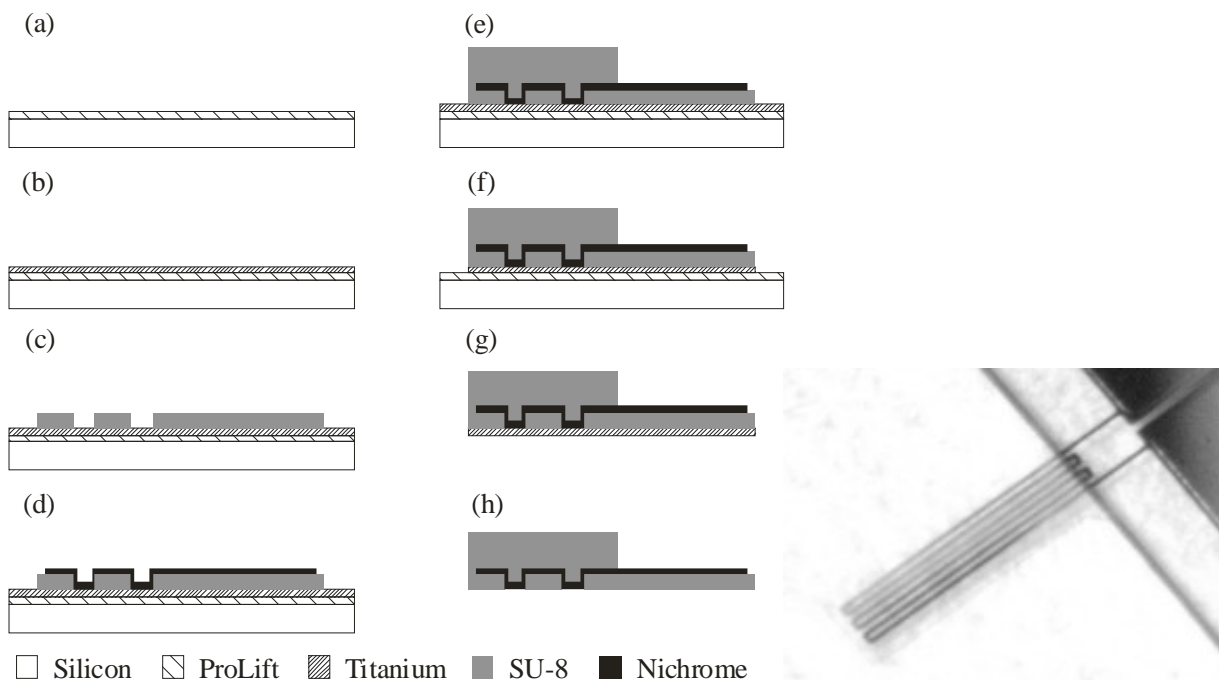 (a)
(b)
(c)
(d)
(e)
(f)
(g)
(h)
Silicon ProLift Titanium SU-8 Nichrome